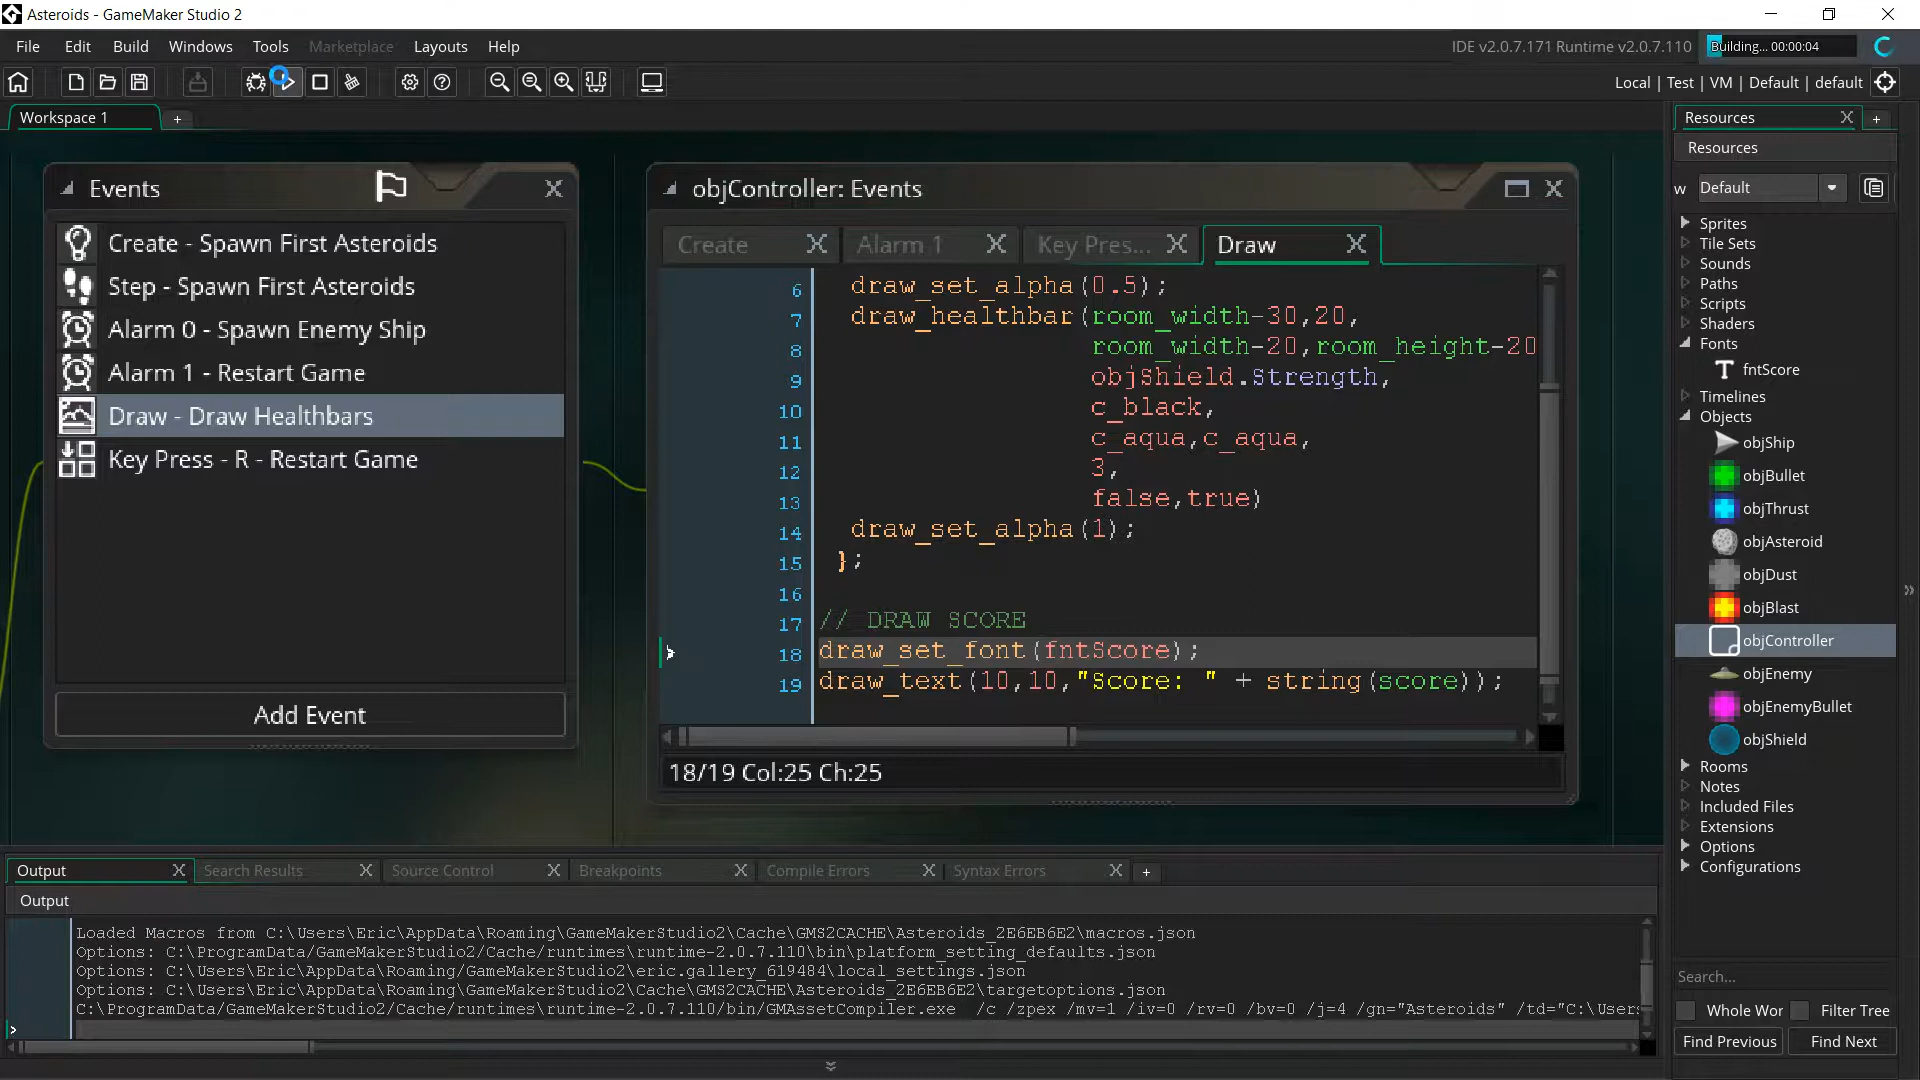 Asteroids - GameMaker Studio 2
File Edit Build Windows Tools Marketplace Layouts Help
IDE v2.0.7.171 Runtime v2.0.7.110
Building... 00:00:04
Local | Test | VM | Default | default
Workspace 1 +
Events
Create - Spawn First Asteroids
Step - Spawn First Asteroids
Alarm 0 - Spawn Enemy Ship
Alarm 1 - Restart Game
Draw - Draw Healthbars
Key Press - R - Restart Game
Add Event
objController: Events
Create Alarm 1 Key Pres... Draw
6 draw_set_alpha(0.5);
7 draw_healthbar(room_width-30,20,
8 room_width-20,room_height-20
9 objShield.Strength,
10 c_black,
11 c_aqua,c_aqua,
12 3,
13 false,true)
14 draw_set_alpha(1);
15 };
16
17 // DRAW SCORE
18 draw_set_font(fntScore);
19 draw_text(10,10,"Score: " + string(score));
18/19 Col:25 Ch:25
Resources +
Resources
w Default
Sprites
Tile Sets
Sounds
Paths
Scripts
Shaders
Fonts
fntScore
Timelines
Objects
objShip
objBullet
objThrust
objAsteroid
objDust
objBlast
objController
objEnemy
objEnemyBullet
objShield
Rooms
Notes
Included Files
Extensions
Options
Configurations
Search...
Whole Wor Filter Tree
Find Previous Find Next
Output Search Results Source Control Breakpoints Compile Errors Syntax Errors +
Output
Loaded Macros from C:\Users\Eric\AppData\Roaming\GameMakerStudio2\Cache\GMS2CACHE\Asteroids_2E6EB6E2\macros.json
Options: C:\ProgramData/GameMakerStudio2/Cache/runtimes\runtime-2.0.7.110\bin\platform_setting_defaults.json
Options: C:\Users\Eric\AppData\Roaming/GameMakerStudio2\eric.gallery_619484\local_settings.json
Options: C:\Users\Eric\AppData\Roaming\GameMakerStudio2\Cache\GMS2CACHE\Asteroids_2E6EB6E2\targetoptions.json
C:\ProgramData/GameMakerStudio2/Cache/runtimes\runtime-2.0.7.110/bin/GMAssetCompiler.exe /c /zpex /mv=1 /iv=0 /rv=0 /bv=0 /j=4 /gn="Asteroids" /td="C:\Users